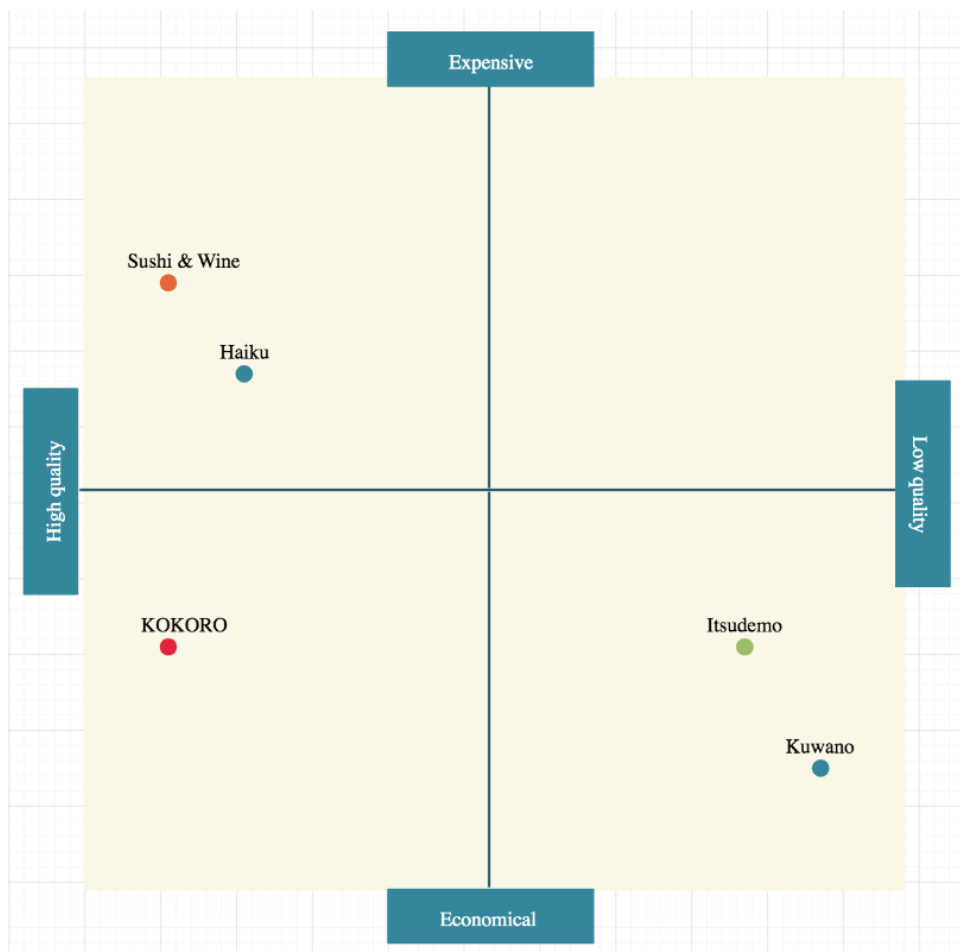 Expensive
Sushi & Wine
Haiku
High quality
Low quality
KOKORO
Itsudemo
Kuwano
Economical